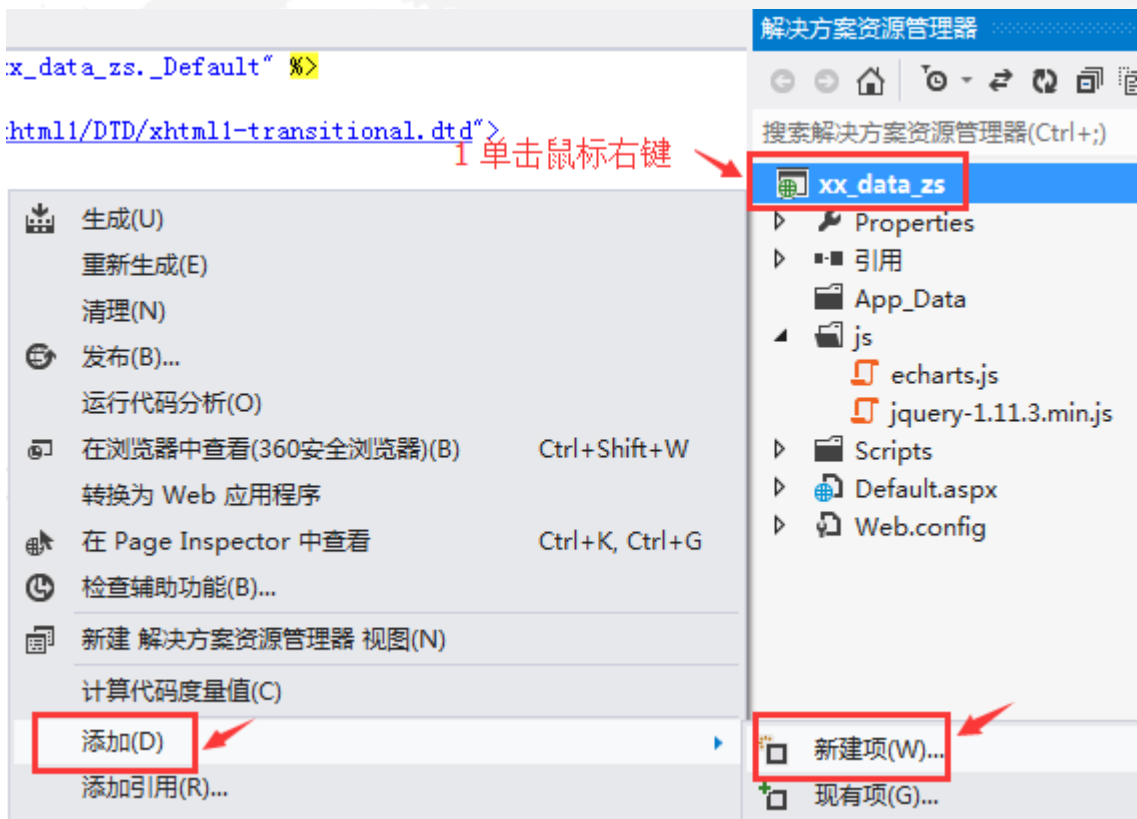 解决方案资源管理器
x_data_zs._Default" %>
html1/DTD/xhtml1-transitional.dtd">
搜索解决方案资源管理器(Ctrl+;)
1 单击鼠标右键
xx_data_zs
Properties
引用
App_Data
js
echarts.js
jquery-1.11.3.min.js
Scripts
Default.aspx
Web.config
生成(U)
重新生成(E)
清理(N)
发布(B)...
运行代码分析(O)
在浏览器中查看(360安全浏览器)(B) Ctrl+Shift+W
转换为 Web 应用程序
在 Page Inspector 中查看 Ctrl+K, Ctrl+G
检查辅助功能(B)...
新建 解决方案资源管理器 视图(N)
计算代码度量值(C)
添加(D)
添加引用(R)...
新建项(W)...
现有项(G)...